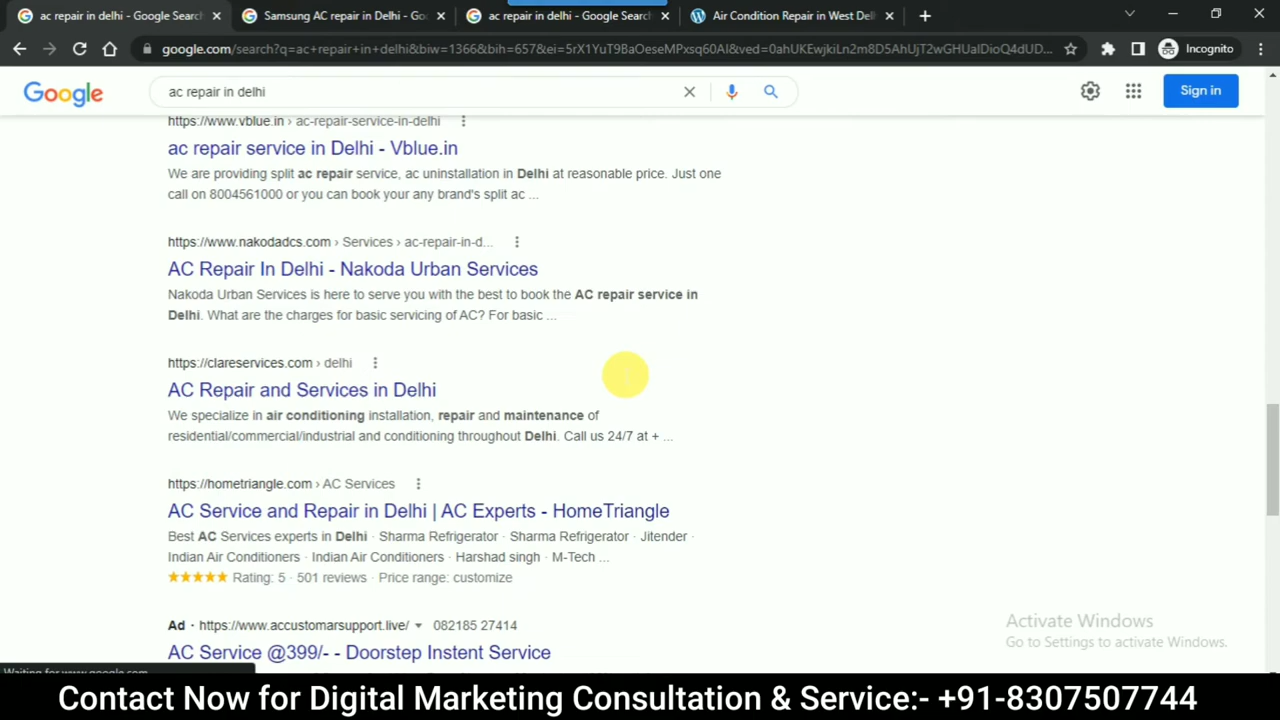 ac repair in delhi - Google Searc
Samsung AC repair in Delhi - Go
ac repair in delhi - Google Searc
Air Condition Repair in West Del
google.com/search?q=ac+repair+in+delhi&biw=1366&bih=657&ei=5rX1YuT9BaOeseMPxsq60AI&ved=0ahUKEwjkiLn2m8D5AhUjT2wGHUalDioQ4dUD...
Incognito
Google
ac repair in delhi
Sign in
https://www.vblue.in › ac-repair-service-in-delhi
ac repair service in Delhi - Vblue.in
We are providing split ac repair service, ac uninstallation in Delhi at reasonable price. Just one
call on 8004561000 or you can book your any brand's split ac ...
https://www.nakodadcs.com › Services › ac-repair-in-d...
AC Repair In Delhi - Nakoda Urban Services
Nakoda Urban Services is here to serve you with the best to book the AC repair service in
Delhi. What are the charges for basic servicing of AC? For basic ...
https://clareservices.com › delhi
AC Repair and Services in Delhi
We specialize in air conditioning installation, repair and maintenance of
residential/commercial/industrial and conditioning throughout Delhi. Call us 24/7 at + ...
https://hometriangle.com › AC Services
AC Service and Repair in Delhi | AC Experts - HomeTriangle
Best AC Services experts in Delhi · Sharma Refrigerator · Sharma Refrigerator · Jitender ·
Indian Air Conditioners · Indian Air Conditioners · Harshad singh · M-Tech ...
Rating: 5 · 501 reviews · Price range: customize
Ad · https://www.accustomarsupport.live/ 082185 27414
AC Service @399/- - Doorstep Instent Service
Activate Windows
Go to Settings to activate Windows.
Waiting for www.google.com
Contact Now for Digital Marketing Consultation & Service:- +91-8307507744